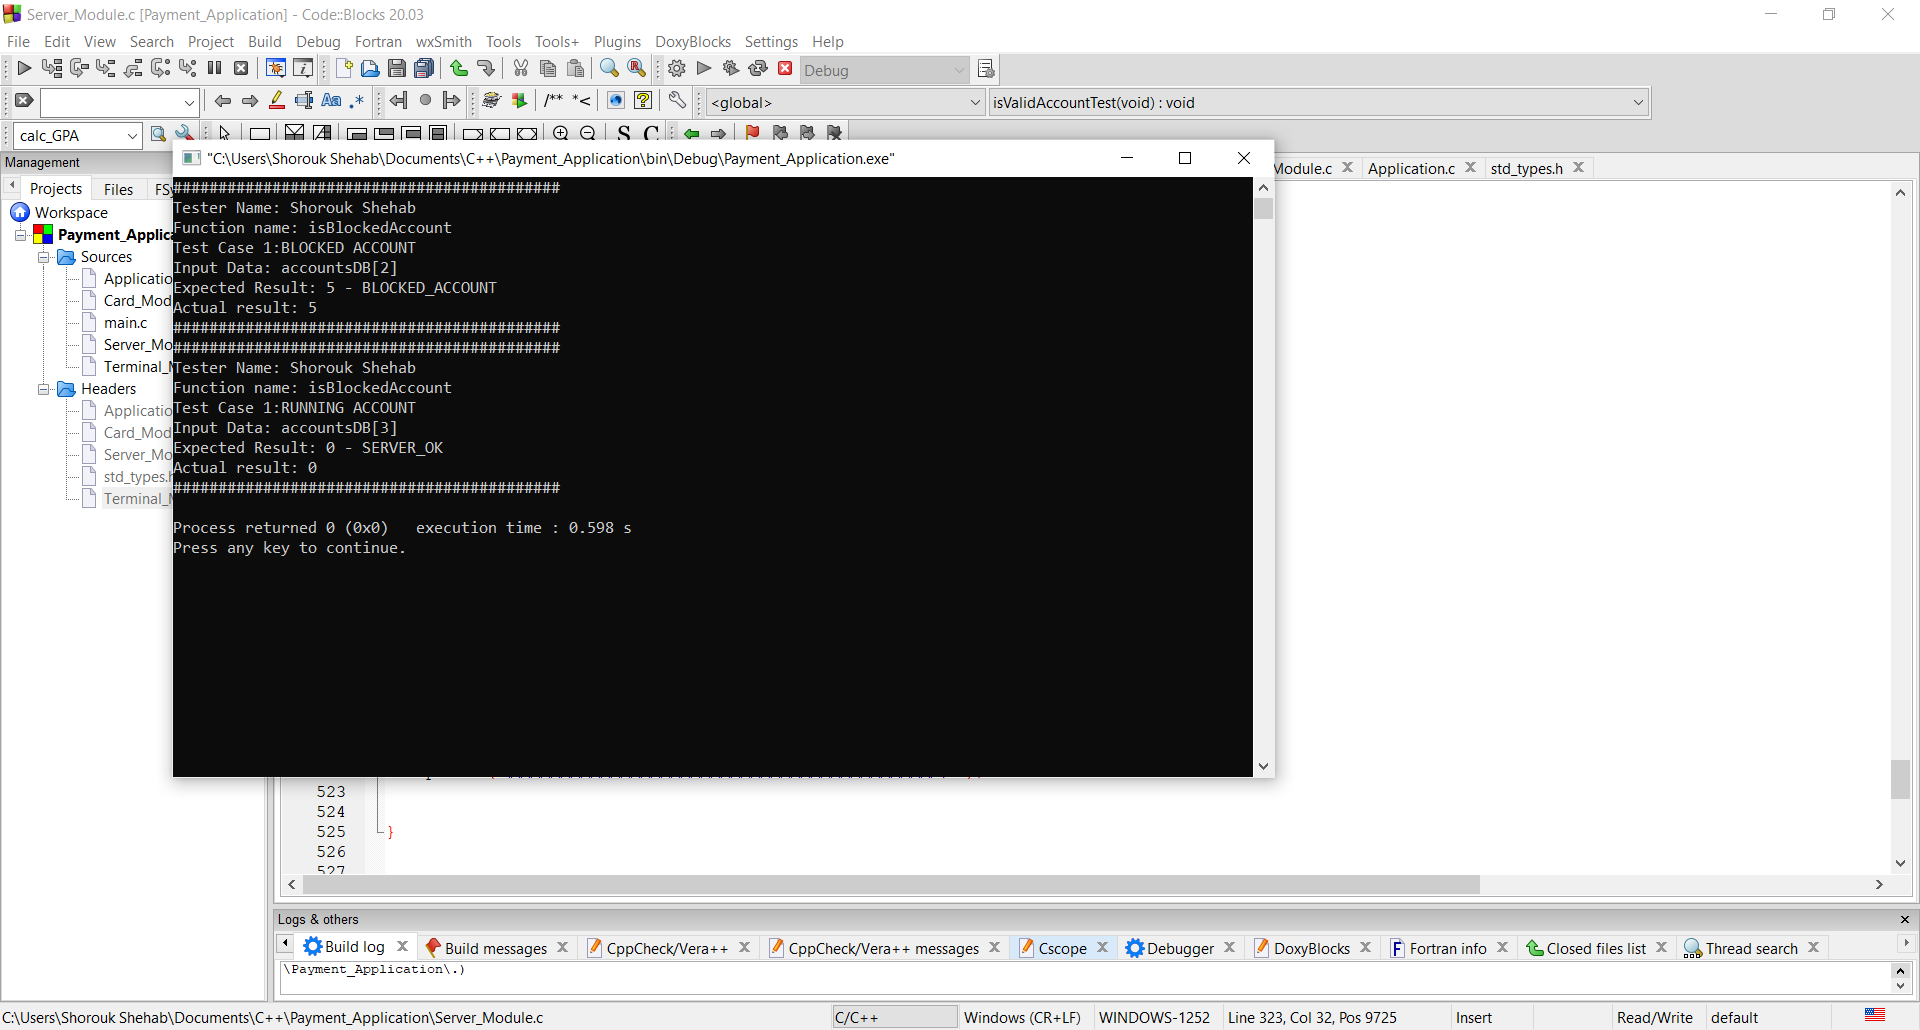 Server_Module.c [Payment_Application] - Code::Blocks 20.03
File Edit View Search Project Build Debug Fortran wxSmith Tools Tools+ Plugins DoxyBlocks Settings Help
Debug
<global> isValidAccountTest(void) : void
calc_GPA
Management
Projects Files
Workspace
Payment_Applica
Sources
Applicatio
Card_Mod
main.c
Server_Mo
Terminal_
Headers
Applicatio
Card_Mod
Server_Mo
std_types.h
Terminal_
"C:\Users\Shorouk Shehab\Documents\C++\Payment_Application\bin\Debug\Payment_Application.exe"
###########################################
Tester Name: Shorouk Shehab
Function name: isBlockedAccount
Test Case 1:BLOCKED ACCOUNT
Input Data: accountsDB[2]
Expected Result: 5 - BLOCKED_ACCOUNT
Actual result: 5
###########################################
###########################################
Tester Name: Shorouk Shehab
Function name: isBlockedAccount
Test Case 1:RUNNING ACCOUNT
Input Data: accountsDB[3]
Expected Result: 0 - SERVER_OK
Actual result: 0
###########################################
Process returned 0 (0x0)   execution time : 0.598 s
Press any key to continue.
Module.c Application.c std_types.h
523
524
525 }
526
527
Logs & others
Build log Build messages CppCheck/Vera++ CppCheck/Vera++ messages Cscope Debugger DoxyBlocks Fortran info Closed files list Thread search
\Payment_Application\.)
C:\Users\Shorouk Shehab\Documents\C++\Payment_Application\Server_Module.c C/C++ Windows (CR+LF) WINDOWS-1252 Line 323, Col 32, Pos 9725 Insert Read/Write default